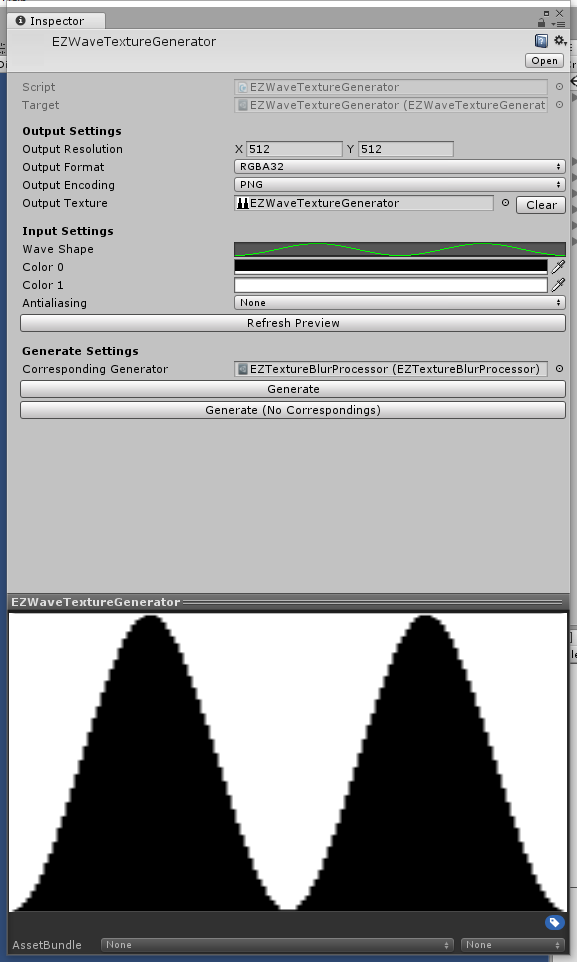 Inspector
EZWaveTextureGenerator
Open
Script EZWaveTextureGenerator
Target EZWaveTextureGenerator (EZWaveTextureGenerat
Output Settings
Output Resolution X 512 Y 512
Output Format RGBA32
Output Encoding PNG
Output Texture EZWaveTextureGenerator Clear
Input Settings
Wave Shape
Color 0
Color 1
Antialiasing None
Refresh Preview
Generate Settings
Corresponding Generator EZTextureBlurProcessor (EZTextureBlurProcessor)
Generate
Generate (No Correspondings)
EZWaveTextureGenerator
AssetBundle None None